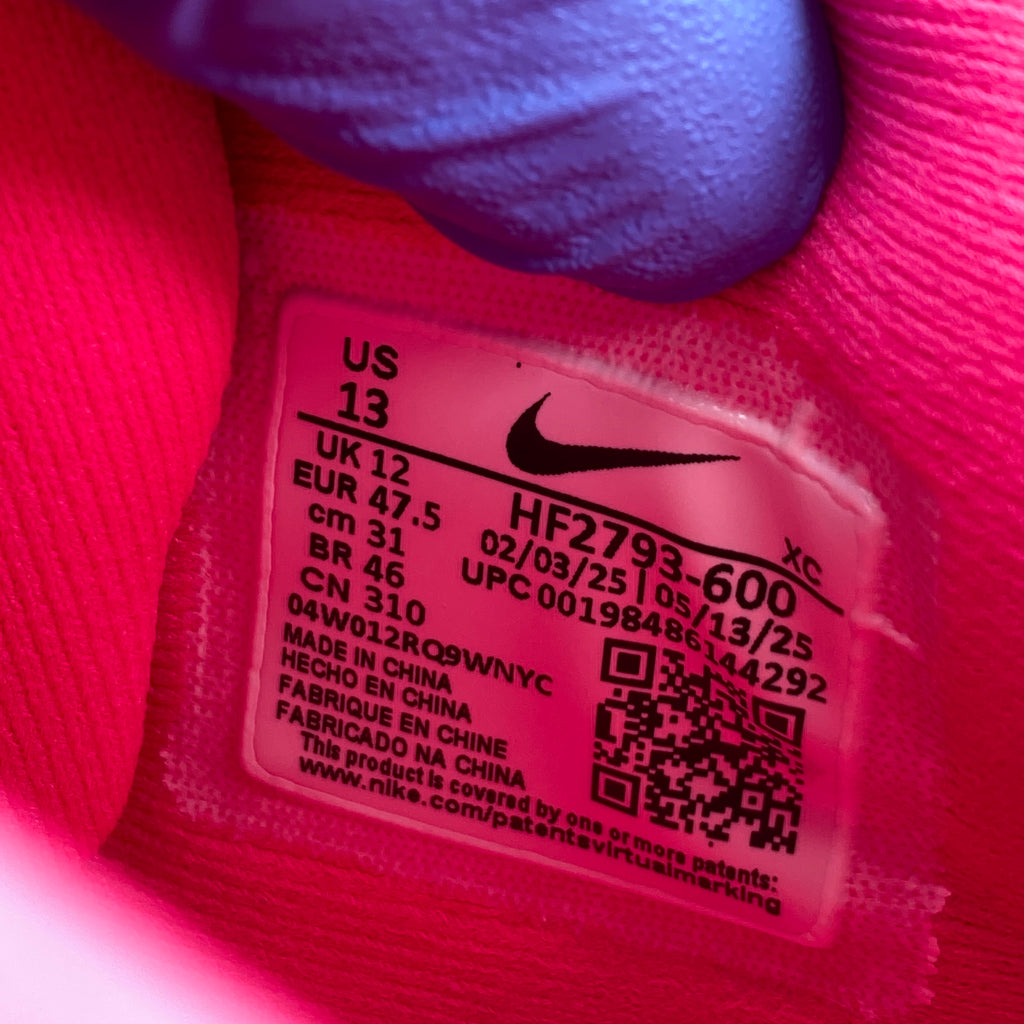 US
13
UK 12
EUR 47.5
cm 31
BR 46
CN 310
04W012RQ9WNYC
MADE IN CHINA
HECHO EN CHINA
FABRIQUE EN CHINE
FABRICADO NA CHINA
This product is covered by one or more patents:
www.nike.com/patentsvirtualmarking
XC
HF2793-600
02/03/25 | 05/13/25
UPC 00198486144292